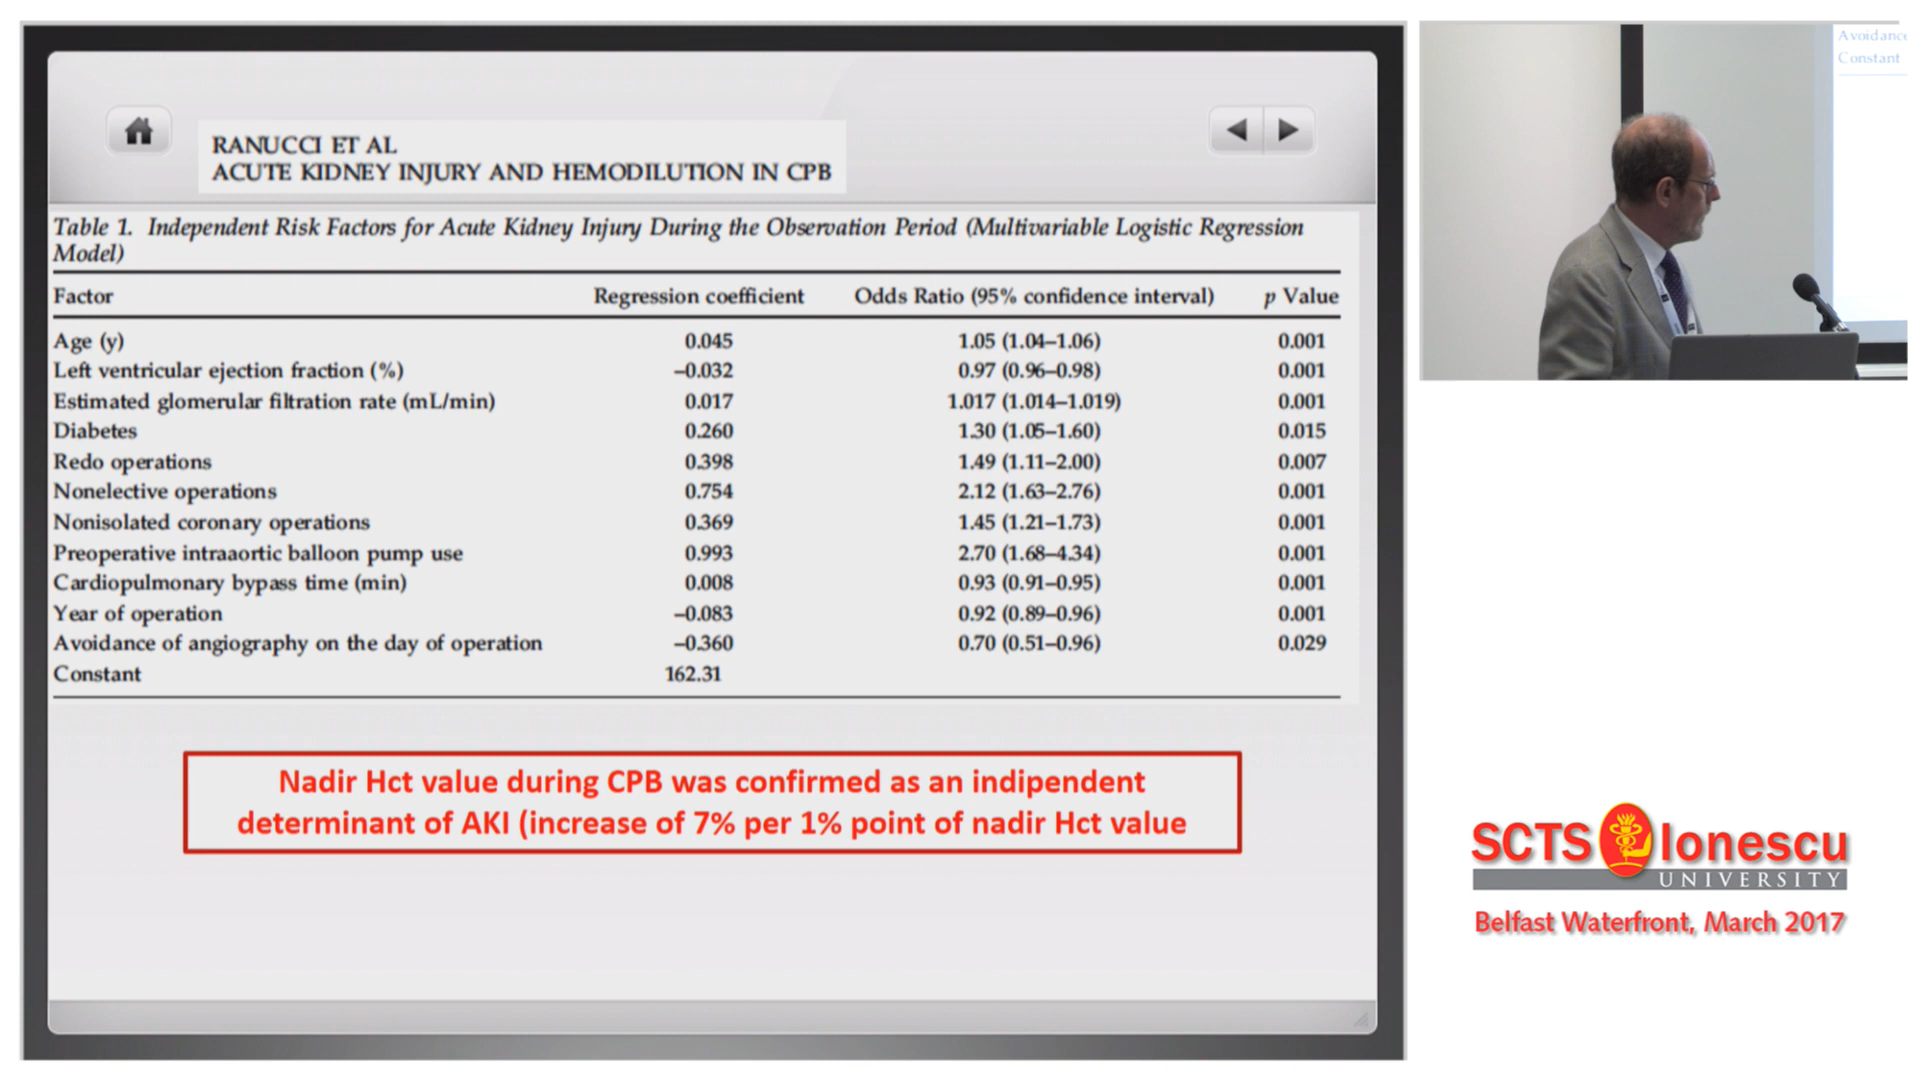 RANUCCI ET AL
ACUTE KIDNEY INJURY AND HEMODILUTION IN CPB
Table 1. Independent Risk Factors for Acute Kidney Injury During the Observation Period (Multivariable Logistic Regression
Model)
Factor Regression coefficient Odds Ratio (95% confidence interval) p Value
Age (y) 0.045 1.05 (1.04–1.06) 0.001
Left ventricular ejection fraction (%) –0.032 0.97 (0.96–0.98) 0.001
Estimated glomerular filtration rate (mL/min) 0.017 1.017 (1.014–1.019) 0.001
Diabetes 0.260 1.30 (1.05–1.60) 0.015
Redo operations 0.398 1.49 (1.11–2.00) 0.007
Nonelective operations 0.754 2.12 (1.63–2.76) 0.001
Nonisolated coronary operations 0.369 1.45 (1.21–1.73) 0.001
Preoperative intraaortic balloon pump use 0.993 2.70 (1.68–4.34) 0.001
Cardiopulmonary bypass time (min) 0.008 0.93 (0.91–0.95) 0.001
Year of operation –0.083 0.92 (0.89–0.96) 0.001
Avoidance of angiography on the day of operation –0.360 0.70 (0.51–0.96) 0.029
Constant 162.31
Nadir Hct value during CPB was confirmed as an indipendent
determinant of AKI (increase of 7% per 1% point of nadir Hct value
Avoidanc
Constant
SCTS Ionescu
UNIVERSITY
Belfast Waterfront, March 2017